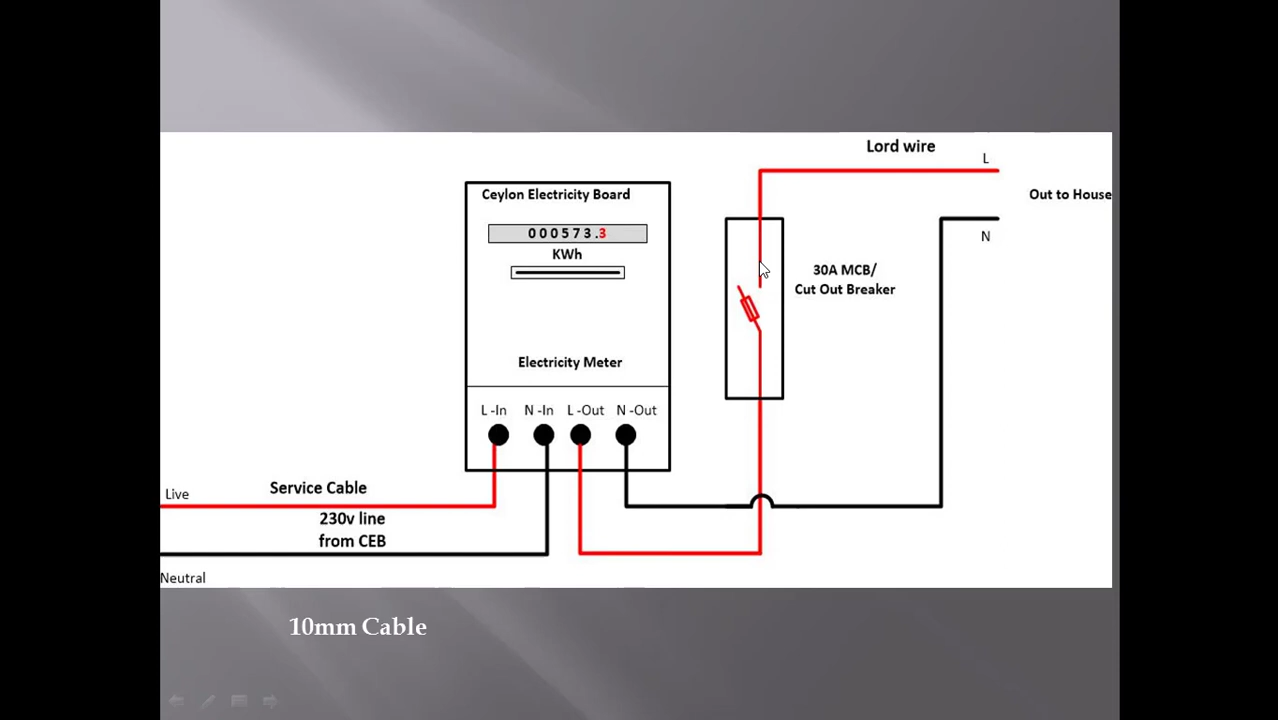 Lord wire
L
Ceylon Electricity Board
Out to House
000573.3
N
KWh
30A MCB/
Cut Out Breaker
Electricity Meter
L -In N -In L -Out N -Out
Service Cable
Live
230v line
from CEB
Neutral
10mm Cable